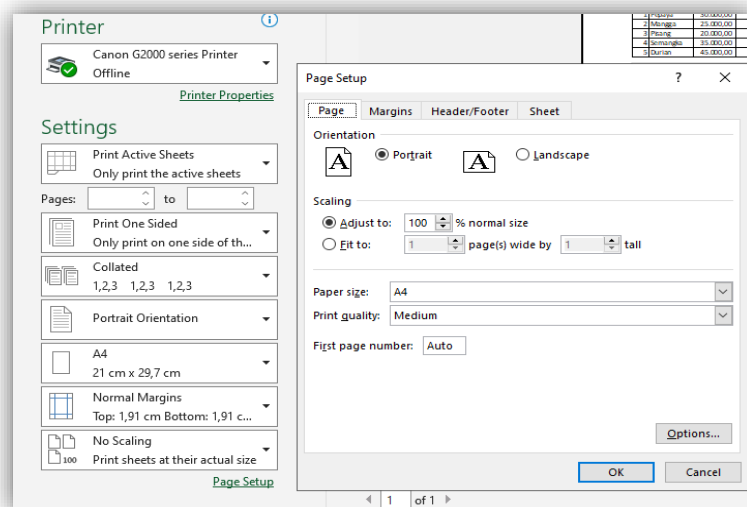 Printer
Canon G2000 series Printer
Offline
Printer Properties
Settings
Print Active Sheets
Only print the active sheets
Pages: to
Print One Sided
Only print on one side of th...
Collated
1,2,3 1,2,3 1,2,3
Portrait Orientation
A4
21 cm x 29,7 cm
Normal Margins
Top: 1,91 cm Bottom: 1,91 c...
No Scaling
100 Print sheets at their actual size
Page Setup
1 Pepaya 50.000,00
2 Mangga 25.000,00
3 Pisang 20.000,00
4 Semangka 35.000,00
5 Durian 45.000,00
Page Setup ?
Page Margins Header/Footer Sheet
Orientation
A Portrait A Landscape
Scaling
Adjust to: 100 % normal size
Fit to: 1 page(s) wide by 1 tall
Paper size: A4
Print quality: Medium
First page number: Auto
Options...
OK Cancel
1 of 1